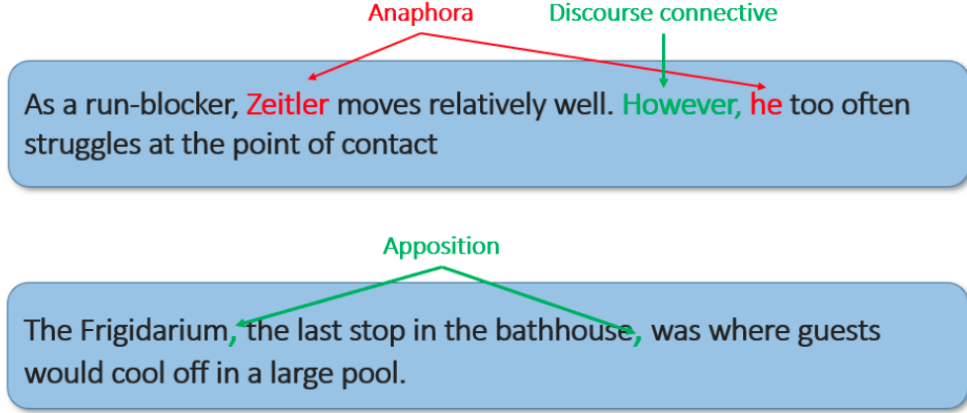 Anaphora Discourse connective
As a run-blocker, Zeitler moves relatively well. However, he too often
struggles at the point of contact
Apposition
The Frigidarium, the last stop in the bathhouse, was where guests
would cool off in a large pool.